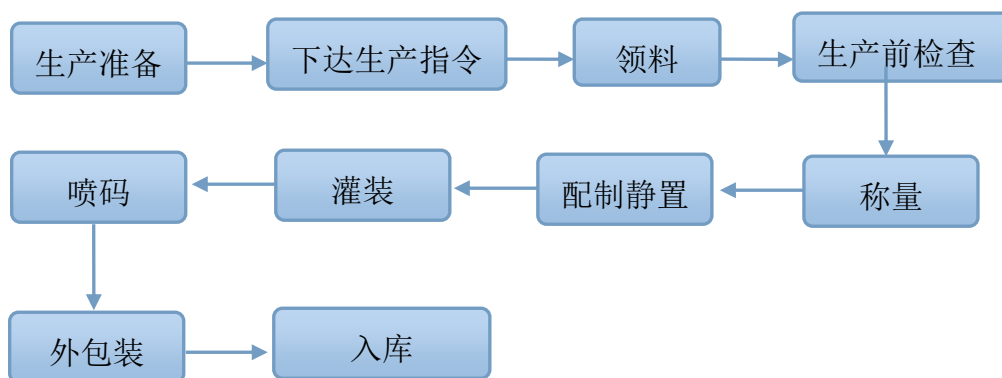 生产准备
下达生产指令
领料
生产前检查
称量
配制静置
灌装
喷码
外包装
入库